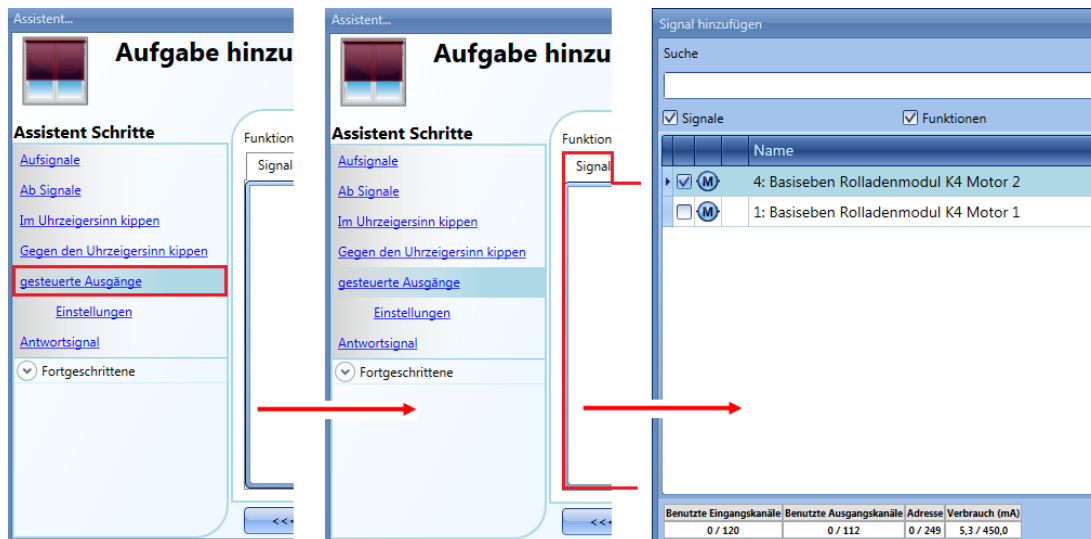 Assistent...
Aufgabe hinzu
Assistent Schritte
Aufsignale
Ab Signale
Im Uhrzeigersinn kippen
Gegen den Uhrzeigersinn kippen
gesteuerte Ausgänge
Einstellungen
Antwortsignal
Fortgeschrittene
Funktion
Signal
<<<
Assistent...
Aufgabe hinzu
Assistent Schritte
Aufsignale
Ab Signale
Im Uhrzeigersinn kippen
Gegen den Uhrzeigersinn kippen
gesteuerte Ausgänge
Einstellungen
Antwortsignal
Fortgeschrittene
Funktion
Signal
<<<
Signal hinzufügen
Suche
Signale Funktionen
Name
M 4: Basiseben Rolladenmodul K4 Motor 2
M 1: Basiseben Rolladenmodul K4 Motor 1
Benutzte Eingangskanäle Benutzte Ausgangskanäle Adresse Verbrauch (mA)
0 / 120 0 / 112 0 / 249 5,3 / 450,0